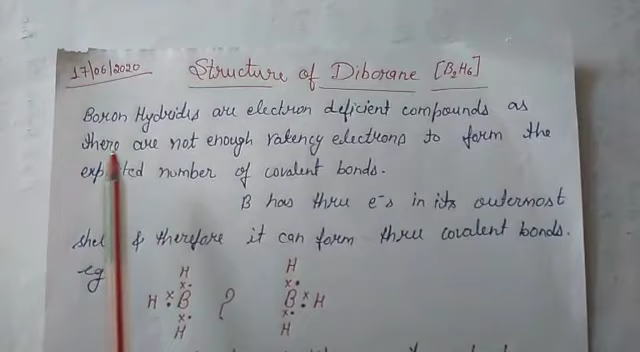 17/06/2020 Structure of Diborane [B₂H₆]
Boron Hydrides are electron deficient compounds as
there are not enough valency electrons to form the
expected number of covalent bonds.
B has three e⁻s in its outermost
shell & therefore it can form three covalent bonds.
eg
H H
H B ? B H
H H